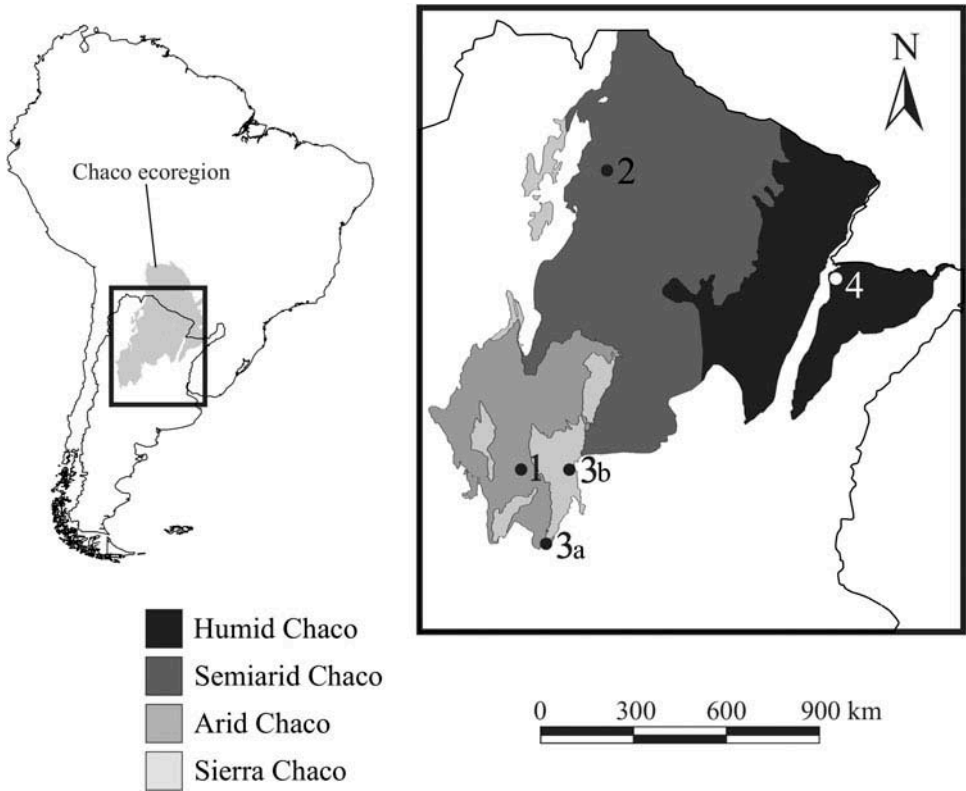 Chaco ecoregion
N
2
4
1
3b
3a
Humid Chaco
Semiarid Chaco
Arid Chaco
Sierra Chaco
0 300 600 900 km